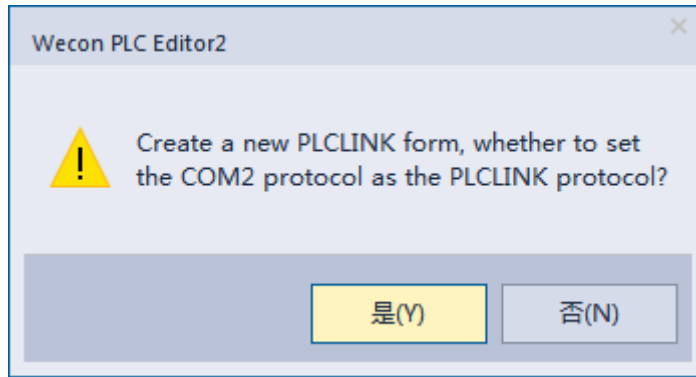 Wecon PLC Editor2
Create a new PLCLINK form, whether to set
the COM2 protocol as the PLCLINK protocol?
是(Y)
否(N)